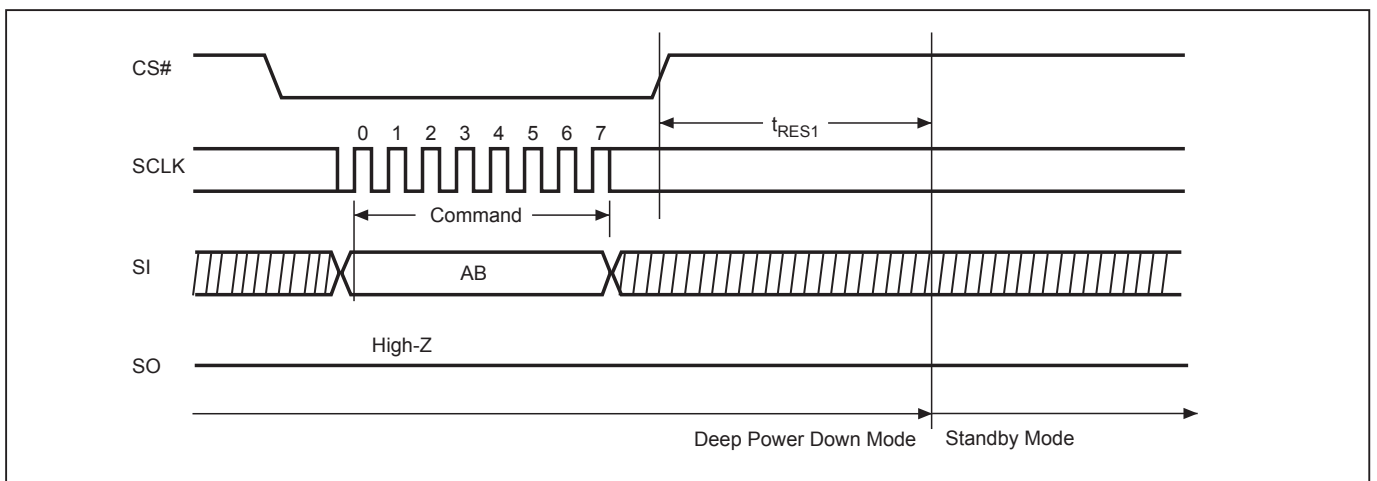 CS#
t_RES1
0 1 2 3 4 5 6 7
SCLK
Command
SI
AB
High-Z
SO
Deep Power Down Mode
Standby Mode